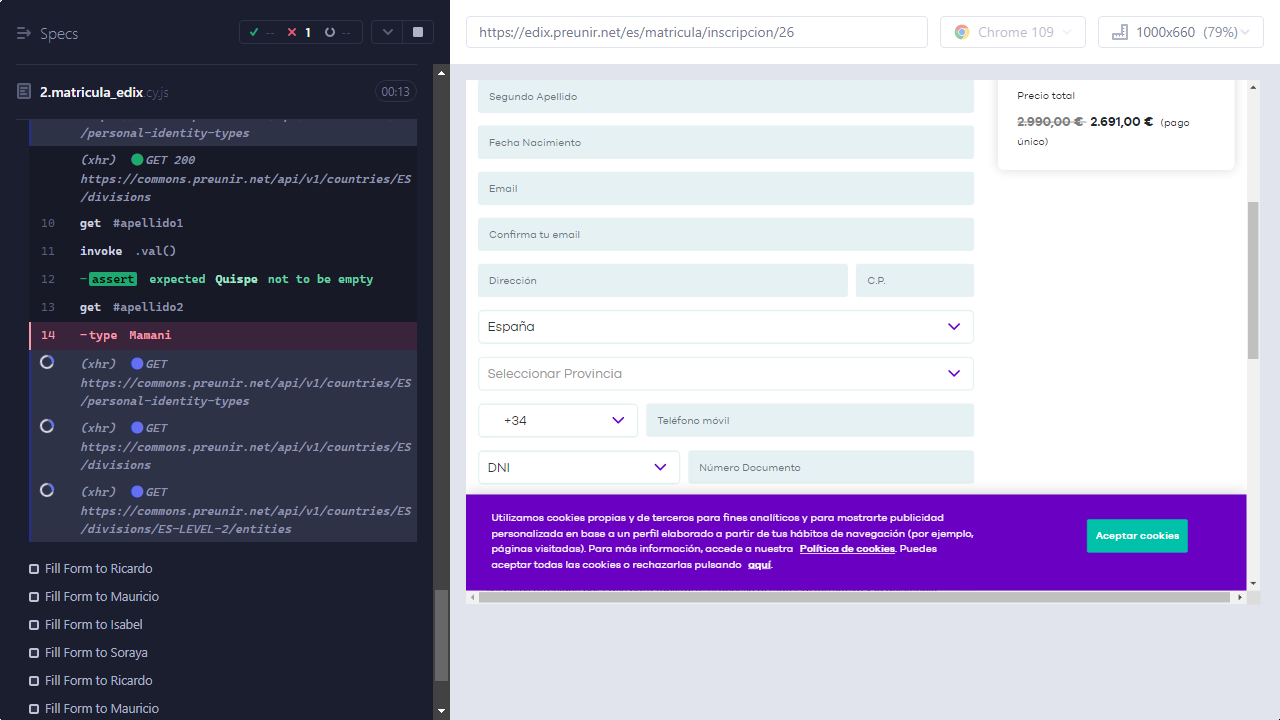 Specs
-- 1 --
2.matricula_edix.cy.js
00:13
/personal-identity-types
(xhr) GET 200
https://commons.preunir.net/api/v1/countries/ES
/divisions
10 get #apellido1
11 invoke .val()
12 -assert expected Quispe not to be empty
13 get #apellido2
14 -type Mamani
(xhr) GET
https://commons.preunir.net/api/v1/countries/ES
/personal-identity-types
(xhr) GET
https://commons.preunir.net/api/v1/countries/ES
/divisions
(xhr) GET
https://commons.preunir.net/api/v1/countries/ES
/divisions/ES-LEVEL-2/entities
Fill Form to Ricardo
Fill Form to Mauricio
Fill Form to Isabel
Fill Form to Soraya
Fill Form to Ricardo
Fill Form to Mauricio
https://edix.preunir.net/es/matricula/inscripcion/26
Chrome 109
1000x660 (79%)
Segundo Apellido
Fecha Nacimiento
Email
Confirma tu email
Dirección
C.P.
España
Seleccionar Provincia
+34
Teléfono móvil
DNI
Número Documento
Precio total
2.990,00 € 2.691,00 € (pago
único)
Utilizamos cookies propias y de terceros para fines analíticos y para mostrarte publicidad
personalizada en base a un perfil elaborado a partir de tus hábitos de navegación (por ejemplo,
páginas visitadas). Para más información, accede a nuestra Política de cookies. Puedes
aceptar todas las cookies o rechazarlas pulsando aquí.
Aceptar cookies